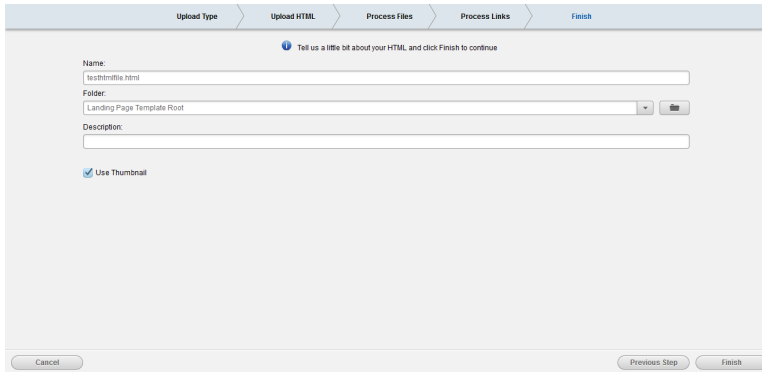 Upload Type Upload HTML Process Files Process Links Finish
Tell us a little bit about your HTML and click Finish to continue
Name:
testhtmlfile.html
Folder:
Landing Page Template Root
Description:
Use Thumbnail
Cancel Previous Step Finish